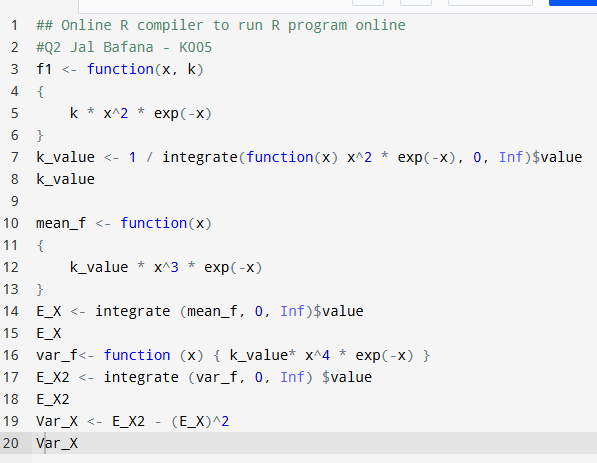 1 ## Online R compiler to run R program online
2 #Q2 Jal Bafana - K005
3 f1 <- function(x, k)
4 {
5     k * x^2 * exp(-x)
6 }
7 k_value <- 1 / integrate(function(x) x^2 * exp(-x), 0, Inf)$value
8 k_value
9
10 mean_f <- function(x)
11 {
12     k_value * x^3 * exp(-x)
13 }
14 E_X <- integrate (mean_f, 0, Inf)$value
15 E_X
16 var_f<- function (x) { k_value* x^4 * exp(-x) }
17 E_X2 <- integrate (var_f, 0, Inf) $value
18 E_X2
19 Var_X <- E_X2 - (E_X)^2
20 Var_X